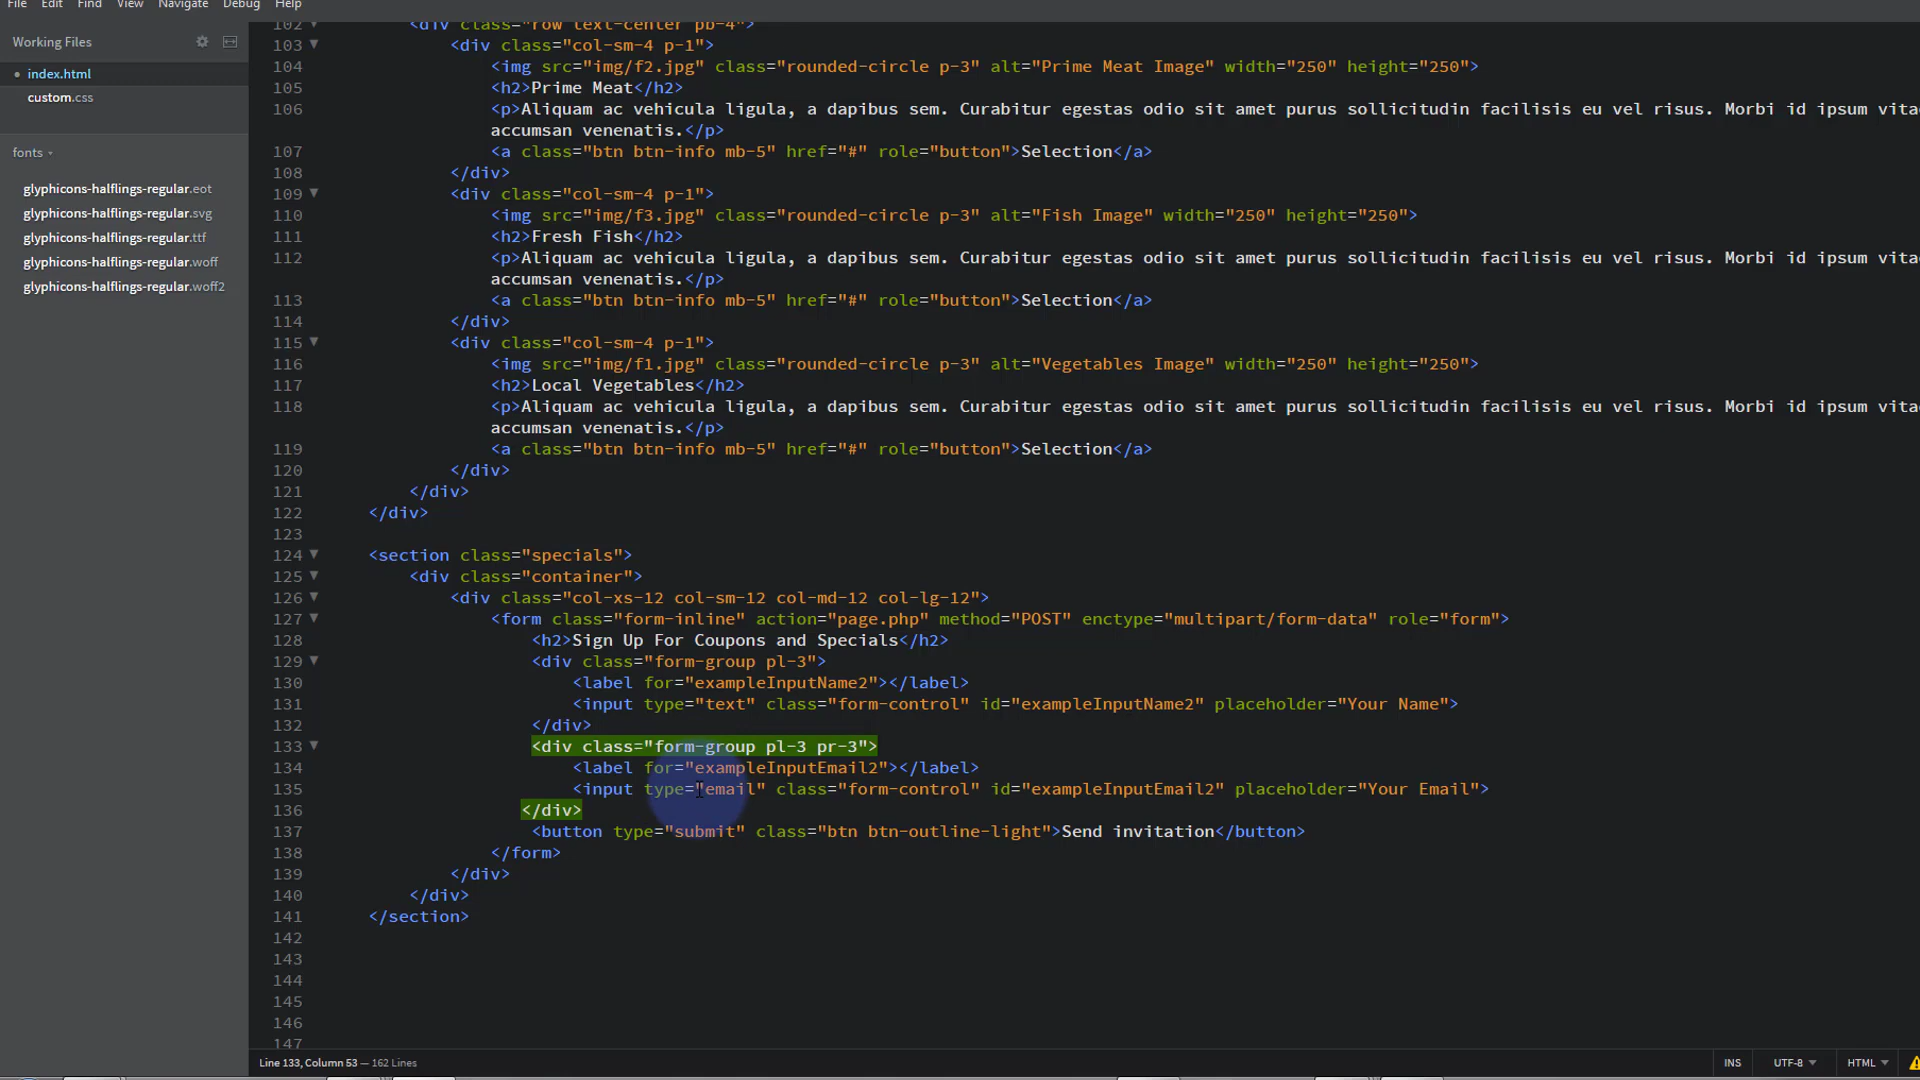 File Edit Find View Navigate Debug Help
Working Files
index.html
custom.css
fonts
glyphicons-halflings-regular.eot
glyphicons-halflings-regular.svg
glyphicons-halflings-regular.ttf
glyphicons-halflings-regular.woff
glyphicons-halflings-regular.woff2
102 <div class="row text-center pb-4">
103 <div class="col-sm-4 p-1">
104 <img src="img/f2.jpg" class="rounded-circle p-3" alt="Prime Meat Image" width="250" height="250">
105 <h2>Prime Meat</h2>
106 <p>Aliquam ac vehicula ligula, a dapibus sem. Curabitur egestas odio sit amet purus sollicitudin facilisis eu vel risus. Morbi id ipsum vita
accumsan venenatis.</p>
107 <a class="btn btn-info mb-5" href="#" role="button">Selection</a>
108 </div>
109 <div class="col-sm-4 p-1">
110 <img src="img/f3.jpg" class="rounded-circle p-3" alt="Fish Image" width="250" height="250">
111 <h2>Fresh Fish</h2>
112 <p>Aliquam ac vehicula ligula, a dapibus sem. Curabitur egestas odio sit amet purus sollicitudin facilisis eu vel risus. Morbi id ipsum vita
accumsan venenatis.</p>
113 <a class="btn btn-info mb-5" href="#" role="button">Selection</a>
114 </div>
115 <div class="col-sm-4 p-1">
116 <img src="img/f1.jpg" class="rounded-circle p-3" alt="Vegetables Image" width="250" height="250">
117 <h2>Local Vegetables</h2>
118 <p>Aliquam ac vehicula ligula, a dapibus sem. Curabitur egestas odio sit amet purus sollicitudin facilisis eu vel risus. Morbi id ipsum vita
accumsan venenatis.</p>
119 <a class="btn btn-info mb-5" href="#" role="button">Selection</a>
120 </div>
121 </div>
122 </div>
123
124 <section class="specials">
125 <div class="container">
126 <div class="col-xs-12 col-sm-12 col-md-12 col-lg-12">
127 <form class="form-inline" action="page.php" method="POST" enctype="multipart/form-data" role="form">
128 <h2>Sign Up For Coupons and Specials</h2>
129 <div class="form-group pl-3">
130 <label for="exampleInputName2"></label>
131 <input type="text" class="form-control" id="exampleInputName2" placeholder="Your Name">
132 </div>
133 <div class="form-group pl-3 pr-3">
134 <label for="exampleInputEmail2"></label>
135 <input type="email" class="form-control" id="exampleInputEmail2" placeholder="Your Email">
136 </div>
137 <button type="submit" class="btn btn-outline-light">Send invitation</button>
138 </form>
139 </div>
140 </div>
141 </section>
142
143
144
145
146
147
Line 133, Column 53 — 162 Lines
INS UTF-8 HTML